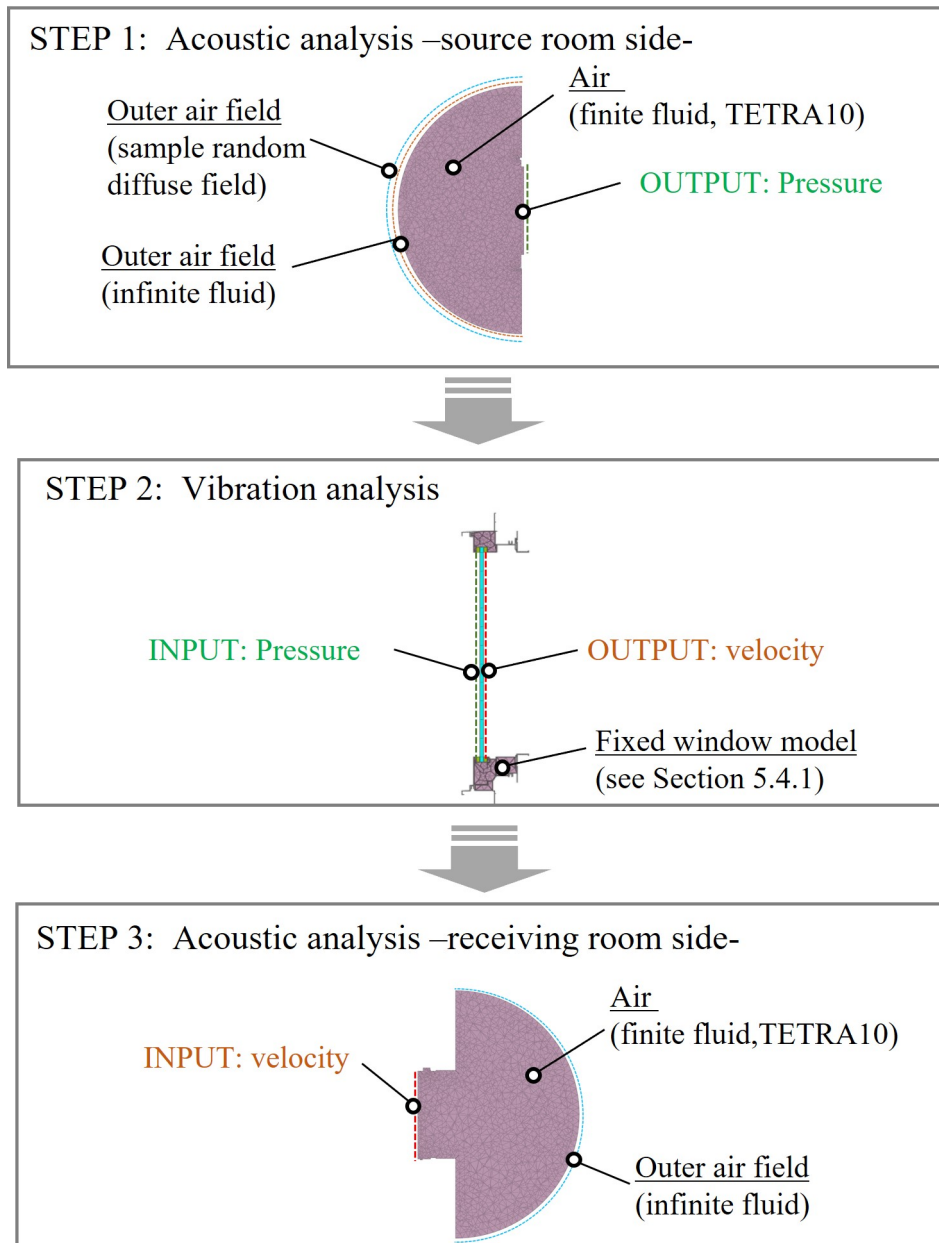 STEP 1: Acoustic analysis –source room side-
Air
(finite fluid, TETRA10)
Outer air field
(sample random
diffuse field)
OUTPUT: Pressure
Outer air field
(infinite fluid)
STEP 2: Vibration analysis
INPUT: Pressure
OUTPUT: velocity
Fixed window model
(see Section 5.4.1)
STEP 3: Acoustic analysis –receiving room side-
Air
(finite fluid,TETRA10)
INPUT: velocity
Outer air field
(infinite fluid)